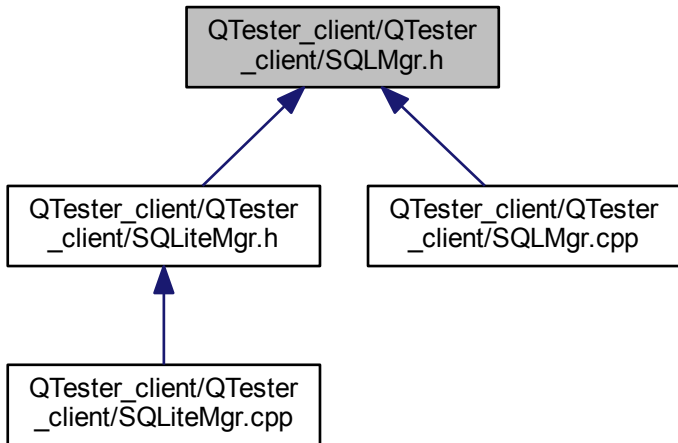 QTester_client/QTester
_client/SQLMgr.h
QTester_client/QTester
_client/SQLiteMgr.h
QTester_client/QTester
_client/SQLMgr.cpp
QTester_client/QTester
_client/SQLiteMgr.cpp